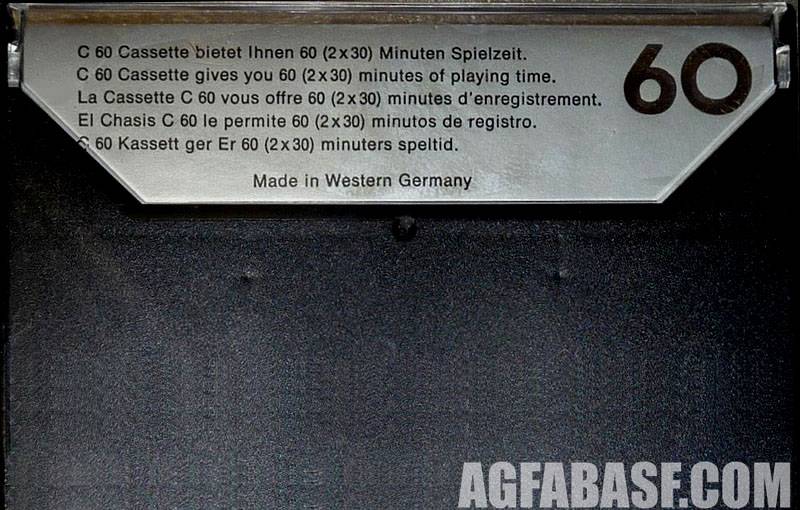 C 60 Cassette bietet Ihnen 60 (2x30) Minuten Spielzeit.
C 60 Cassette gives you 60 (2x30) minutes of playing time.
La Cassette C 60 vous offre 60 (2x30) minutes d'enregistrement.
El Chasis C 60 le permite 60 (2x30) minutos de registro.
C 60 Kassett ger Er 60 (2x30) minuters speltid.
60
Made in Western Germany
AGFABASF.COM